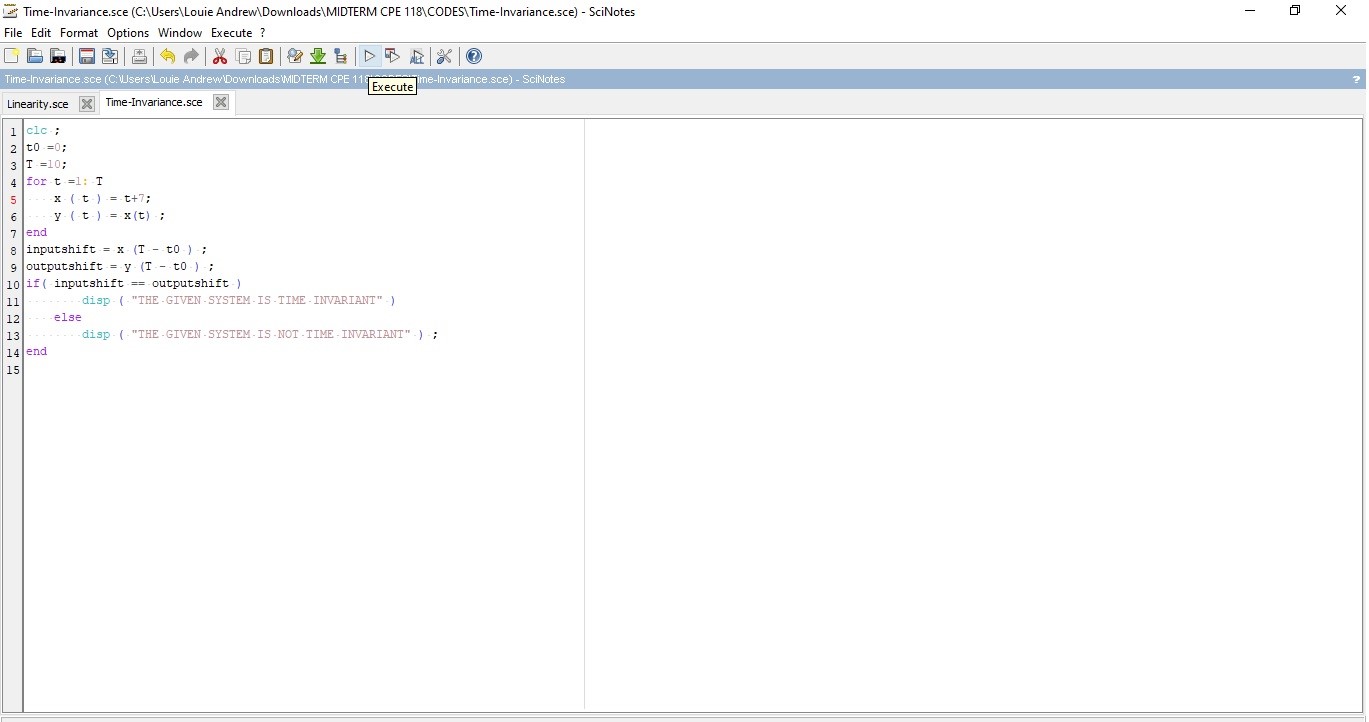 Time-Invariance.sce (C:\Users\Louie Andrew\Downloads\MIDTERM CPE 118\CODES\Time-Invariance.sce) - SciNotes
File Edit Format Options Window Execute ?
Time-Invariance.sce (C:\Users\Louie Andrew\Downloads\MIDTERM CPE 11 me-Invariance.sce) - SciNotes ?
Execute
Linearity.sce Time-Invariance.sce
1 clc ;
2 t0 =0;
3 T =10;
4 for t =1: T
5 x ( t ) = t+7;
6 y ( t ) = x(t) ;
7 end
8 inputshift = x (T - t0 ) ;
9 outputshift = y (T - t0 ) ;
10 if( inputshift == outputshift )
11 disp ( "THE GIVEN SYSTEM IS TIME INVARIANT" )
12 else
13 disp ( "THE GIVEN SYSTEM IS NOT TIME INVARIANT" ) ;
14 end
15